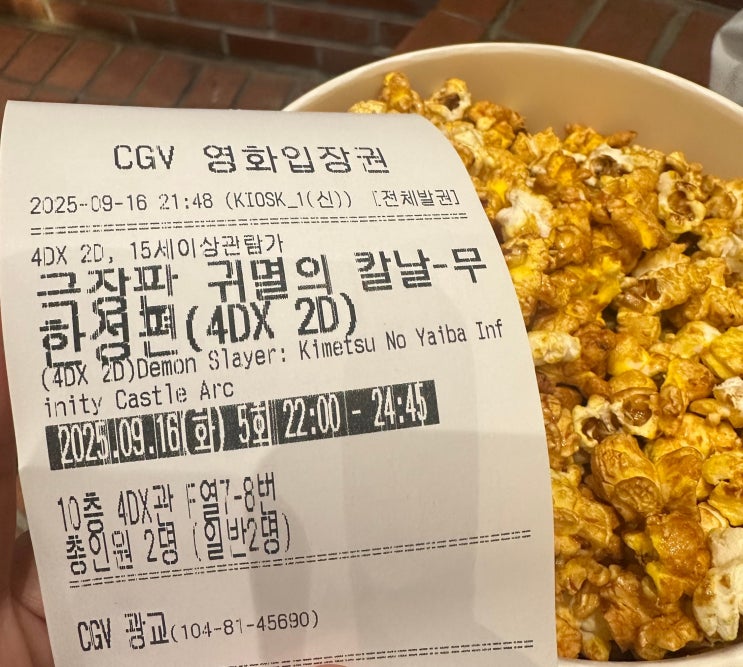 CGV 영화입장권
2025-09-16 21:48 (KIOSK_1(신)) [전체발권]
4DX 2D, 15세이상관람가
극장판 귀멸의 칼날-무
한성편(4DX 2D)
(4DX 2D)Demon Slayer: Kimetsu No Yaiba Inf
inity Castle Arc
2025.09.16(화) 5회 22:00 - 24:45
10층 4DX관 F열7-8번
총인원 2명 (일반2명)
CGV 광교(104-81-45690)